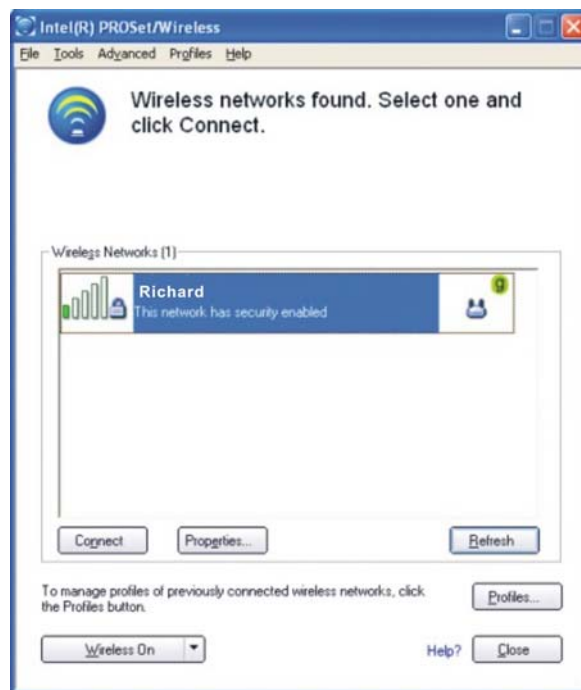 Intel(R) PROSet/Wireless
File Tools Advanced Profiles Help
Wireless networks found. Select one and
click Connect.
Wireless Networks (1)
Richard
g
This network has security enabled
Connect Properties... Refresh
To manage profiles of previously connected wireless networks, click
the Profiles button.
Profiles...
Wireless On Help? Close